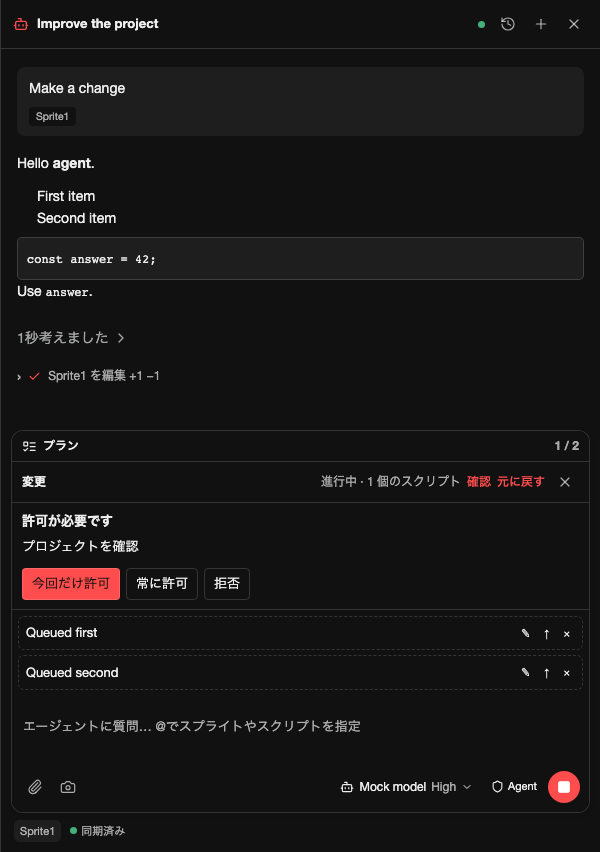 Improve the project
Make a change
Sprite1
Hello agent.
First item
Second item
const answer = 42;
Use answer.
1秒考えました
Sprite1 を編集 +1 −1
プラン 1 / 2
変更 進行中 · 1 個のスクリプト 確認 元に戻す
許可が必要です
プロジェクトを確認
今回だけ許可 常に許可 拒否
Queued first
Queued second
エージェントに質問... @でスプライトやスクリプトを指定
Mock model High Agent
Sprite1 同期済み